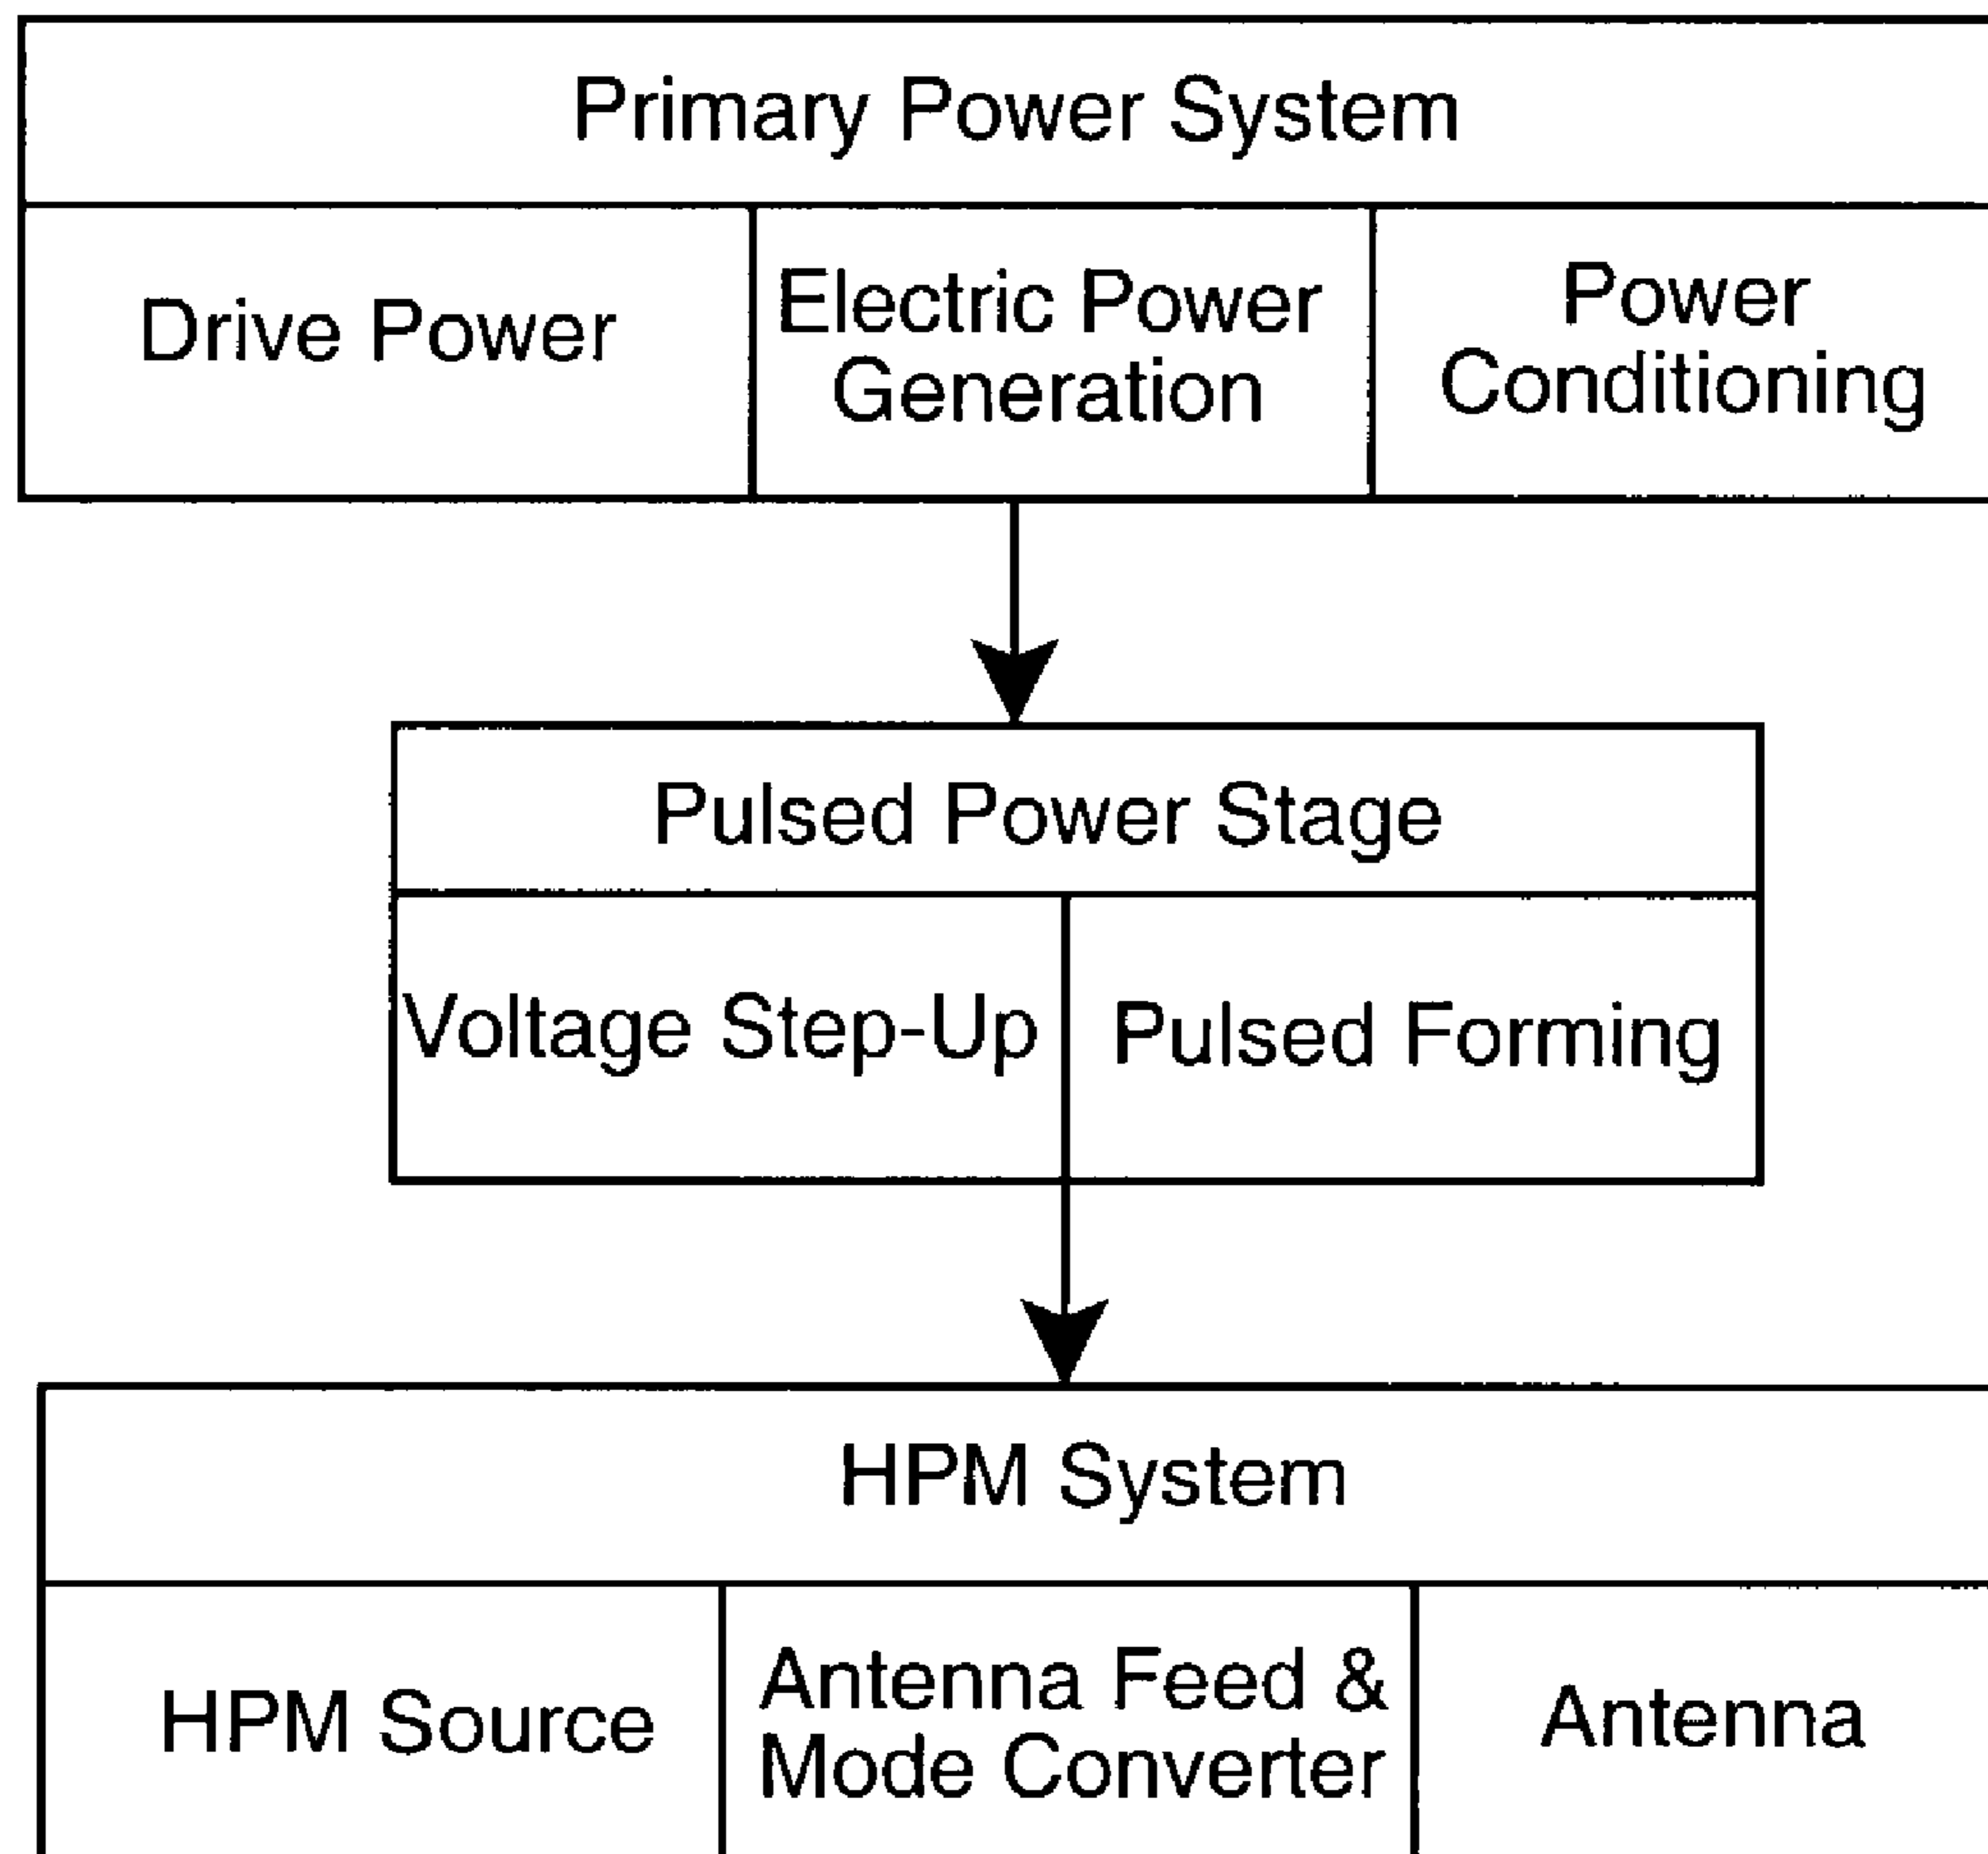 Primary Power System
Drive Power
Electric Power
Generation
Power
Conditioning
Pulsed Power Stage
Voltage Step-Up
Pulsed Forming
HPM System
HPM Source
Antenna Feed &
Mode Converter
Antenna